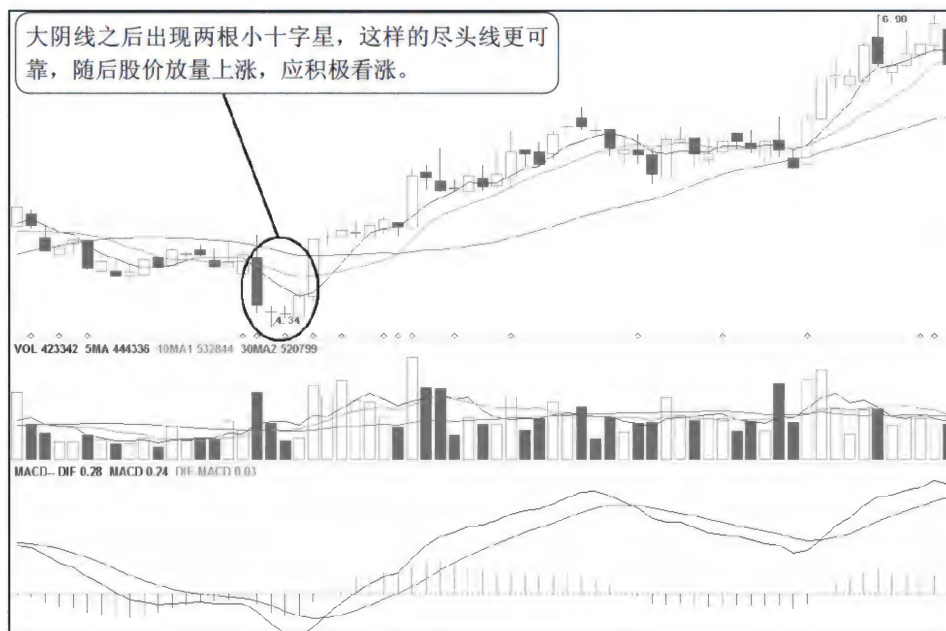 大阴线之后出现两根小十字星，这样的尽头线更可
靠，随后股价放量上涨，应积极看涨。
6.98
4.34
VOL 423342 5MA 444336 10MA1 532844 30MA2 520799
MACD-- DIF 0.28 MACD 0.24 DIF-MACD 0.03